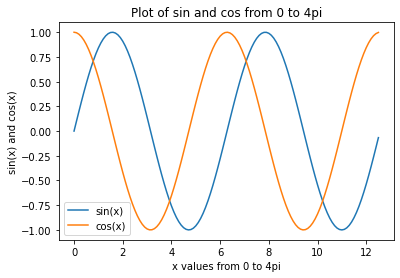 Plot of sin and cos from 0 to 4pi
sin(x) and cos(x)
1.00
0.75
0.50
0.25
0.00
−0.25
−0.50
−0.75
−1.00
sin(x)
cos(x)
0 2 4 6 8 10 12
x values from 0 to 4pi